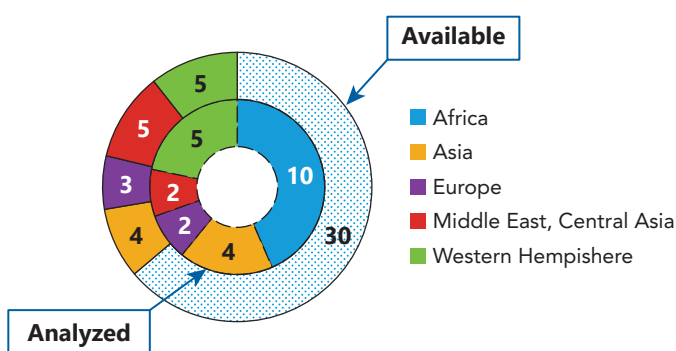 Available
5
5
5
3
4
30
10
5
2
2
4
Africa
Asia
Europe
Middle East, Central Asia
Western Hempishere
Analyzed